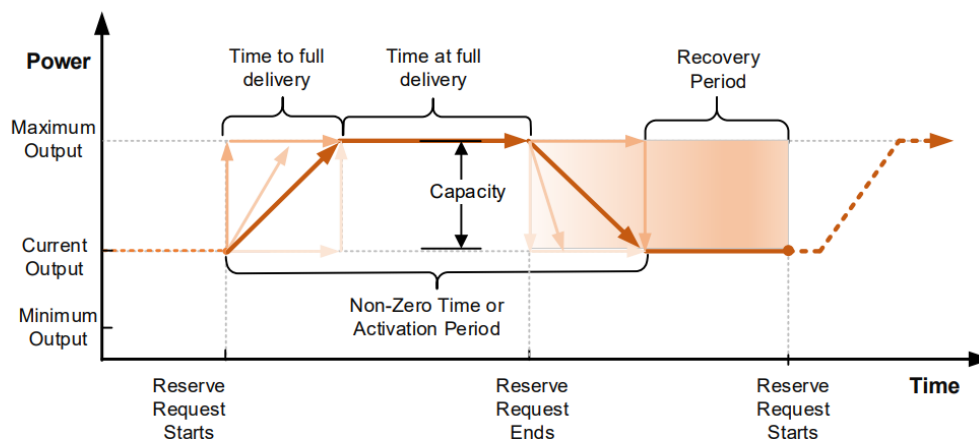 Power
Time to full
delivery
Time at full
delivery
Recovery
Period
Maximum
Output
Capacity
Current
Output
Non-Zero Time or
Activation Period
Minimum
Output
Reserve
Request
Starts
Reserve
Request
Ends
Reserve
Request
Starts
Time